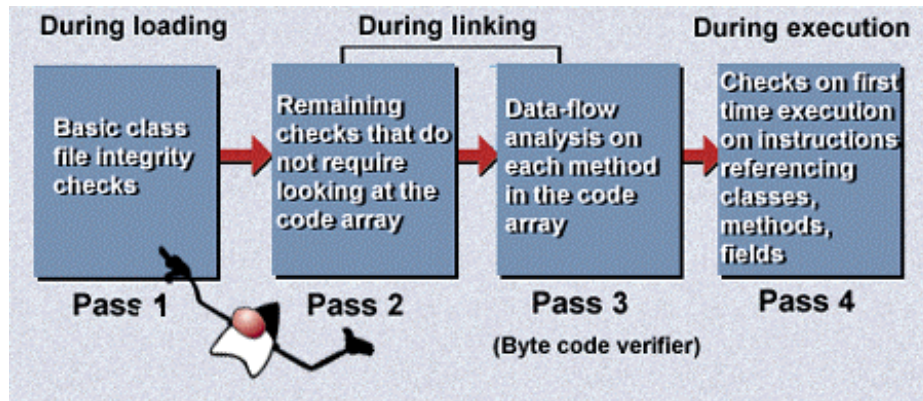 During loading
During linking
During execution
Basic class
file integrity
checks
Remaining
checks that do
not require
looking at the
code array
Data-flow
analysis on
each method
in the code
array
Checks on first
time execution
on instructions
referencing
classes,
methods,
fields
Pass 1
Pass 2
Pass 3
Pass 4
(Byte code verifier)